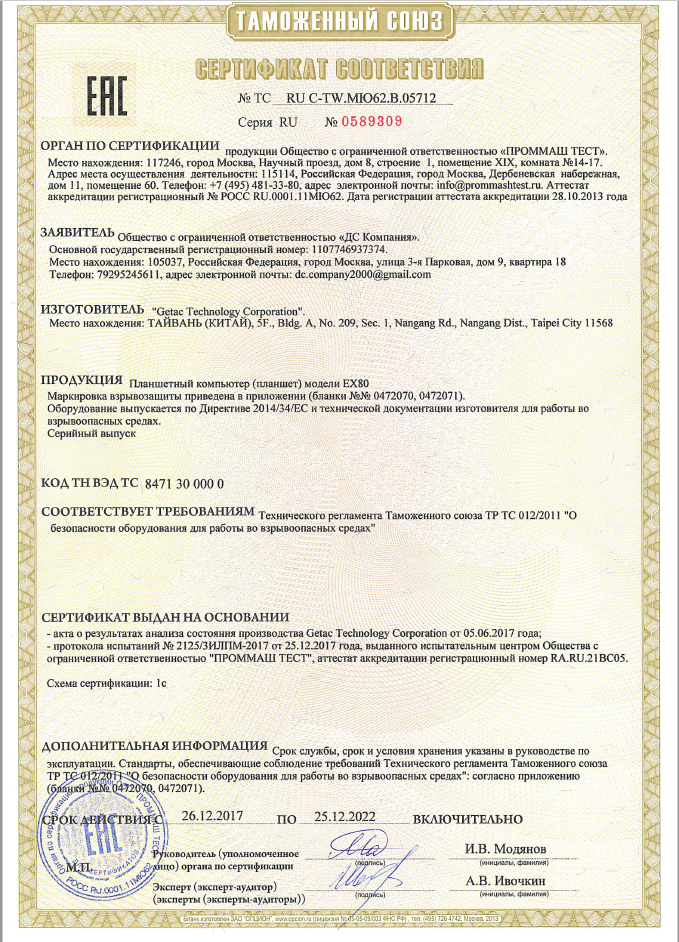 ТАМОЖЕННЫЙ СОЮЗ
ЕАС
СЕРТИФИКАТ СООТВЕТСТВИЯ
№ ТС RU C-TW.МЮ62.В.05712
Серия RU № 0589309
ОРГАН ПО СЕРТИФИКАЦИИ продукции Общество с ограниченной ответственностью «ПРОММАШ ТЕСТ».
Место нахождения: 117246, город Москва, Научный проезд, дом 8, строение 1, помещение XIX, комната №14-17.
Адрес места осуществления деятельности: 115114, Российская Федерация, город Москва, Дербеневская набережная,
дом 11, помещение 60. Телефон: +7 (495) 481-33-80, адрес электронной почты: info@prommashtest.ru. Аттестат
аккредитации регистрационный № РОСС RU.0001.11МЮ62. Дата регистрации аттестата аккредитации 28.10.2013 года
ЗАЯВИТЕЛЬ Общество с ограниченной ответственностью «ДС Компания».
Основной государственный регистрационный номер: 1107746937374.
Место нахождения: 105037, Российская Федерация, город Москва, улица 3-я Парковая, дом 9, квартира 18
Телефон: 79295245611, адрес электронной почты: dc.company2000@gmail.com
ИЗГОТОВИТЕЛЬ "Getac Technology Corporation".
Место нахождения: ТАЙВАНЬ (КИТАЙ), 5F., Bldg. A, No. 209, Sec. 1, Nangang Rd., Nangang Dist., Taipei City 11568
ПРОДУКЦИЯ Планшетный компьютер (планшет) модели EX80
Маркировка взрывозащиты приведена в приложении (бланки №№ 0472070, 0472071).
Оборудование выпускается по Директиве 2014/34/ЕС и технической документации изготовителя для работы во
взрывоопасных средах.
Серийный выпуск
КОД ТН ВЭД ТС 8471 30 000 0
СООТВЕТСТВУЕТ ТРЕБОВАНИЯМ Технического регламента Таможенного союза ТР ТС 012/2011 "О
безопасности оборудования для работы во взрывоопасных средах"
СЕРТИФИКАТ ВЫДАН НА ОСНОВАНИИ
- акта о результатах анализа состояния производства Getac Technology Corporation от 05.06.2017 года;
- протокола испытаний № 2125/ЗИЛПМ-2017 от 25.12.2017 года, выданного испытательным центром Общества с
ограниченной ответственностью "ПРОММАШ ТЕСТ", аттестат аккредитации регистрационный номер RA.RU.21ВС05.
Схема сертификации: 1с
ДОПОЛНИТЕЛЬНАЯ ИНФОРМАЦИЯ Срок службы, срок и условия хранения указаны в руководстве по
эксплуатации. Стандарты, обеспечивающие соблюдение требований Технического регламента Таможенного союза
ТР ТС 012/2011 "О безопасности оборудования для работы во взрывоопасных средах": согласно приложению
(бланки №№ 0472070, 0472071).
СРОК ДЕЙСТВИЯ С 26.12.2017 ПО 25.12.2022 ВКЛЮЧИТЕЛЬНО
М.П.
Руководитель (уполномоченное
лицо) органа по сертификации
(подпись)
И.В. Модянов
(инициалы, фамилия)
Эксперт (эксперт-аудитор)
(эксперты (эксперты-аудиторы))
(подпись)
А.В. Ивочкин
(инициалы, фамилия)
ПРОММАШ ТЕСТ
ЕАС
РОСС RU.0001.11МЮ62
Бланк изготовлен ЗАО "ОПЦИОН", www.opcion.ru (лицензия № 05-05-09/003 ФНС РФ), тел. (495) 726 4742, Москва, 2013